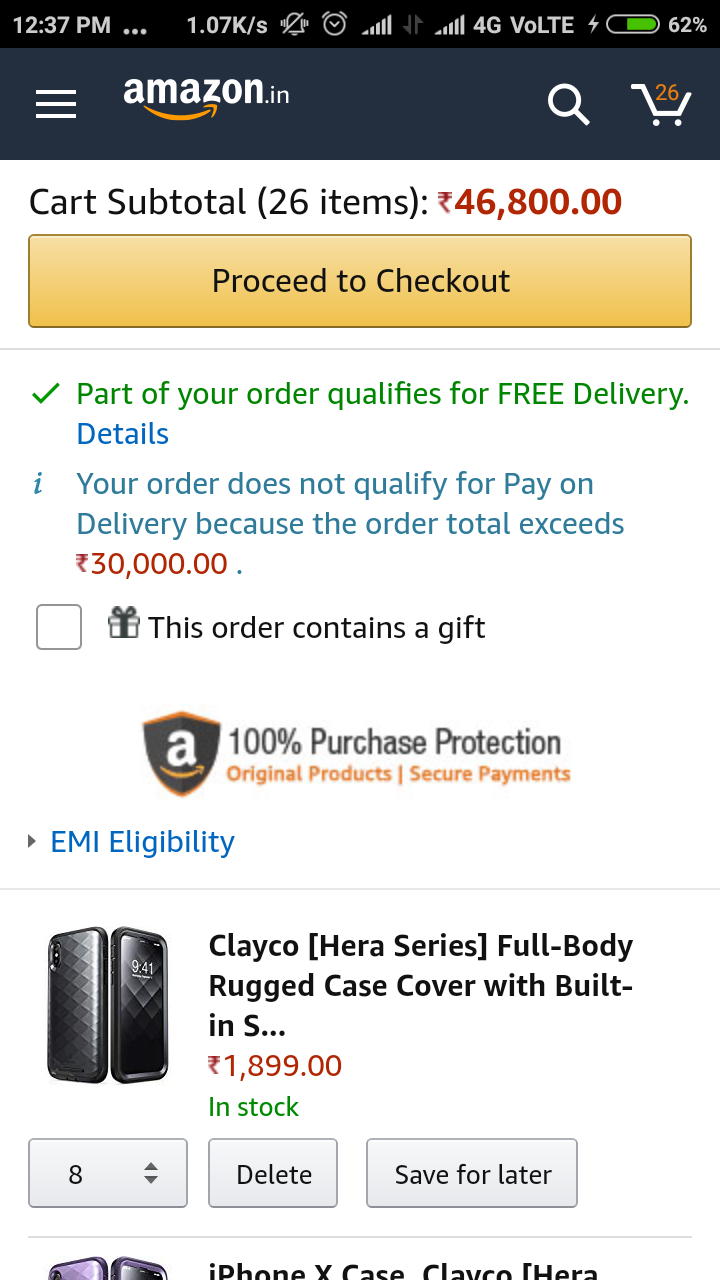 12:37 PM ... 1.07K/s 4G VoLTE 62%
amazon.in 26
Cart Subtotal (26 items): ₹46,800.00
Proceed to Checkout
Part of your order qualifies for FREE Delivery.
Details
i Your order does not qualify for Pay on
Delivery because the order total exceeds
₹30,000.00 .
This order contains a gift
a 100% Purchase Protection
Original Products | Secure Payments
EMI Eligibility
9:41
Clayco [Hera Series] Full-Body
Rugged Case Cover with Built-
in S...
₹1,899.00
In stock
8 Delete Save for later
iPhone X Case, Clayco [Hera